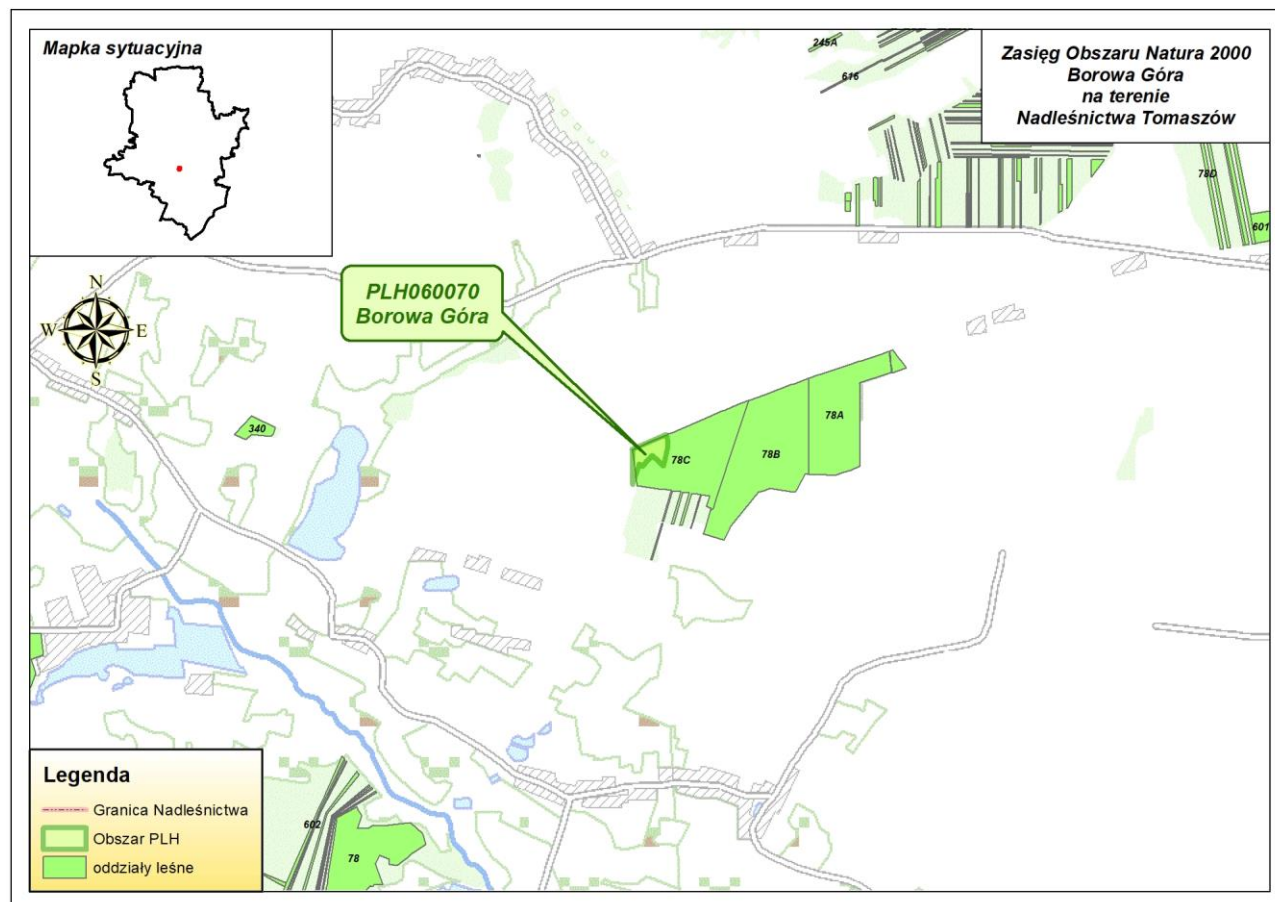 Mapka sytuacyjna
Zasięg Obszaru Natura 2000
Borowa Góra
na terenie
Nadleśnictwa Tomaszów
245A
616
78D
601
N
W
E
S
PLH060070
Borowa Góra
340
78C
78B
78A
602
78
Legenda
Granica Nadleśnictwa
Obszar PLH
oddziały leśne